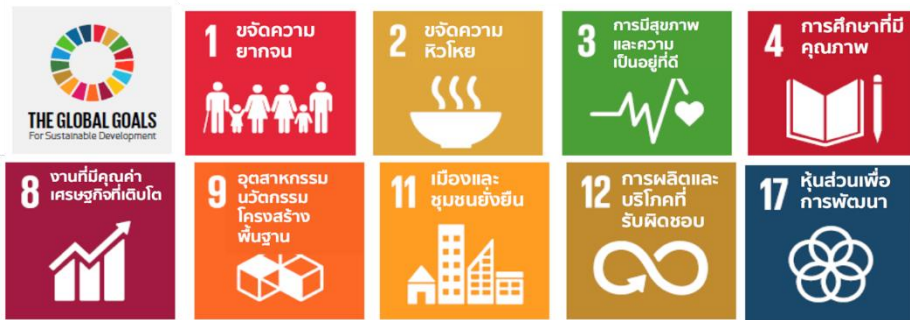 THE GLOBAL GOALS
For Sustainable Development
1 ขจัดความ
ยากจน
2 ขจัดความ
หิวโหย
3 การมีสุขภาพ
และความ
เป็นอยู่ที่ดี
4 การศึกษาที่มี
คุณภาพ
8 งานที่มีคุณค่า
เศรษฐกิจที่เติบโต
9 อุตสาหกรรม
นวัตกรรม
โครงสร้าง
พื้นฐาน
11 เมืองและ
ชุมชนยั่งยืน
12 การผลิตและ
บริโภคที่
รับผิดชอบ
17 หุ้นส่วนเพื่อ
การพัฒนา